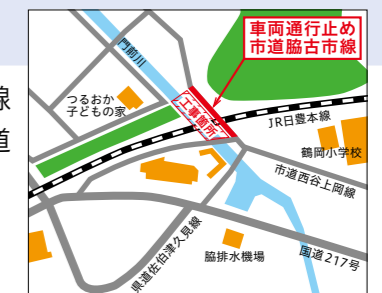 車両通行止め
市道脇古市線
門前川
線
つるおか
子どもの家
工事箇所
道
JR日豊本線
鶴岡小学校
市道西谷上岡線
県道佐伯津久見線
脇排水機場
国道217号